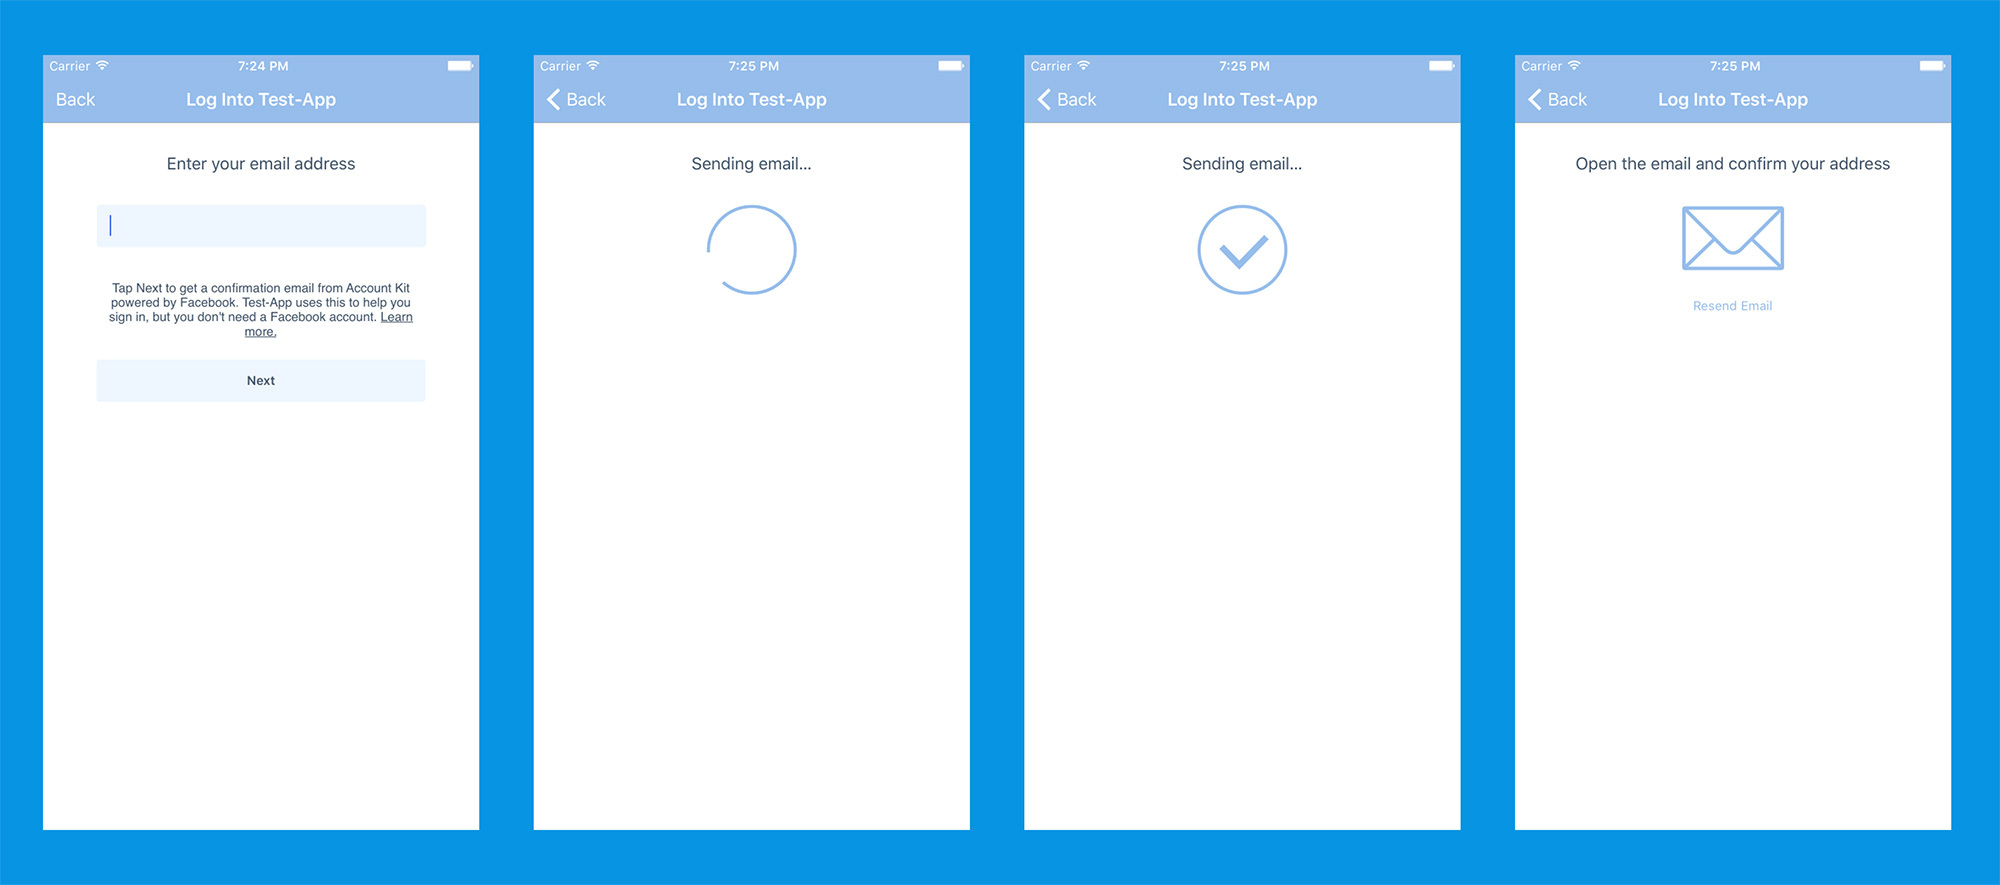 Carrier 7:24 PM
Back Log Into Test-App
Enter your email address
Tap Next to get a confirmation email from Account Kit
powered by Facebook. Test-App uses this to help you
sign in, but you don't need a Facebook account. Learn
more.
Next
Carrier 7:25 PM
Back Log Into Test-App
Sending email...
Carrier 7:25 PM
Back Log Into Test-App
Sending email...
Carrier 7:25 PM
Back Log Into Test-App
Open the email and confirm your address
Resend Email